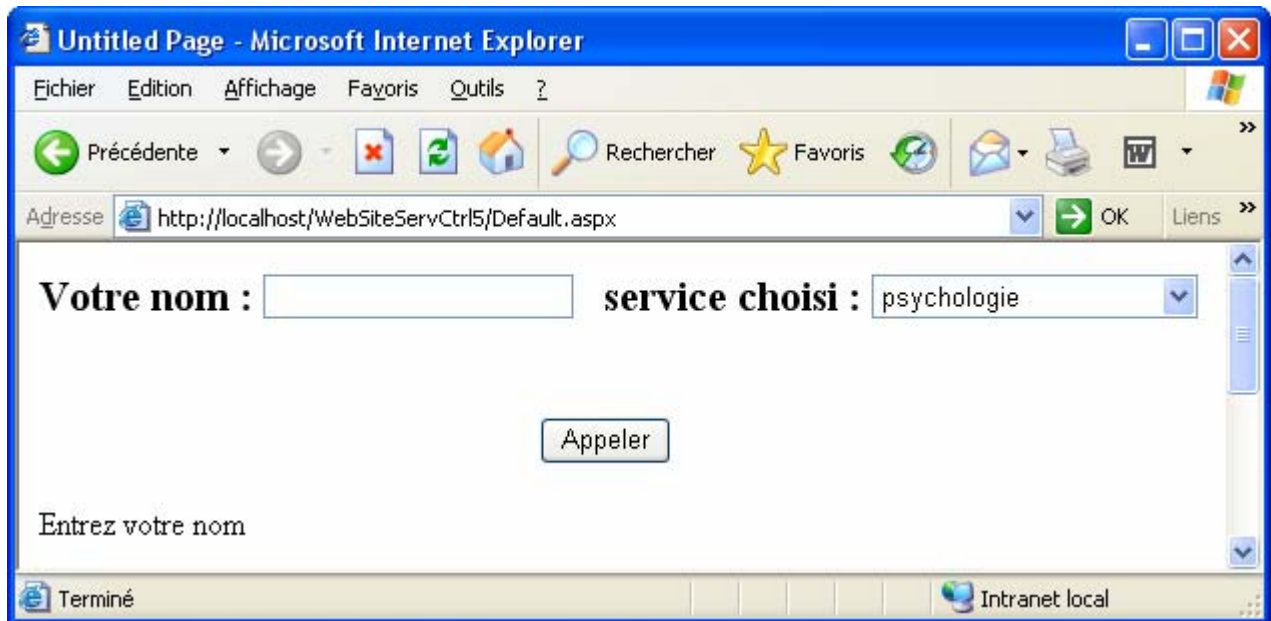 Untitled Page - Microsoft Internet Explorer
Fichier Edition Affichage Favoris Outils ?
Précédente Rechercher Favoris »
Adresse http://localhost/WebSiteServCtrl5/Default.aspx OK Liens »
Votre nom : service choisi : psychologie
Appeler
Entrez votre nom
Terminé Intranet local